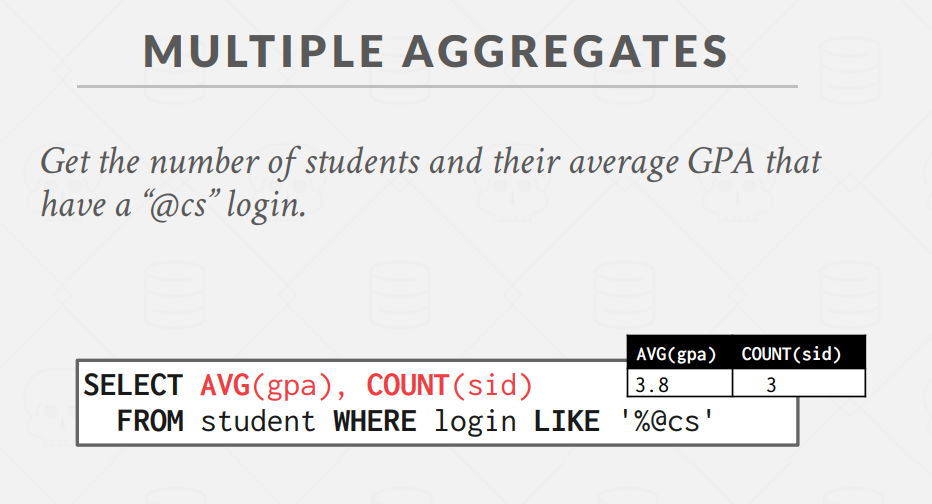 MULTIPLE AGGREGATES
Get the number of students and their average GPA that
have a “@cs” login.
AVG(gpa) COUNT(sid)
3.8 3
SELECT AVG(gpa), COUNT(sid)
FROM student WHERE login LIKE '%@cs'